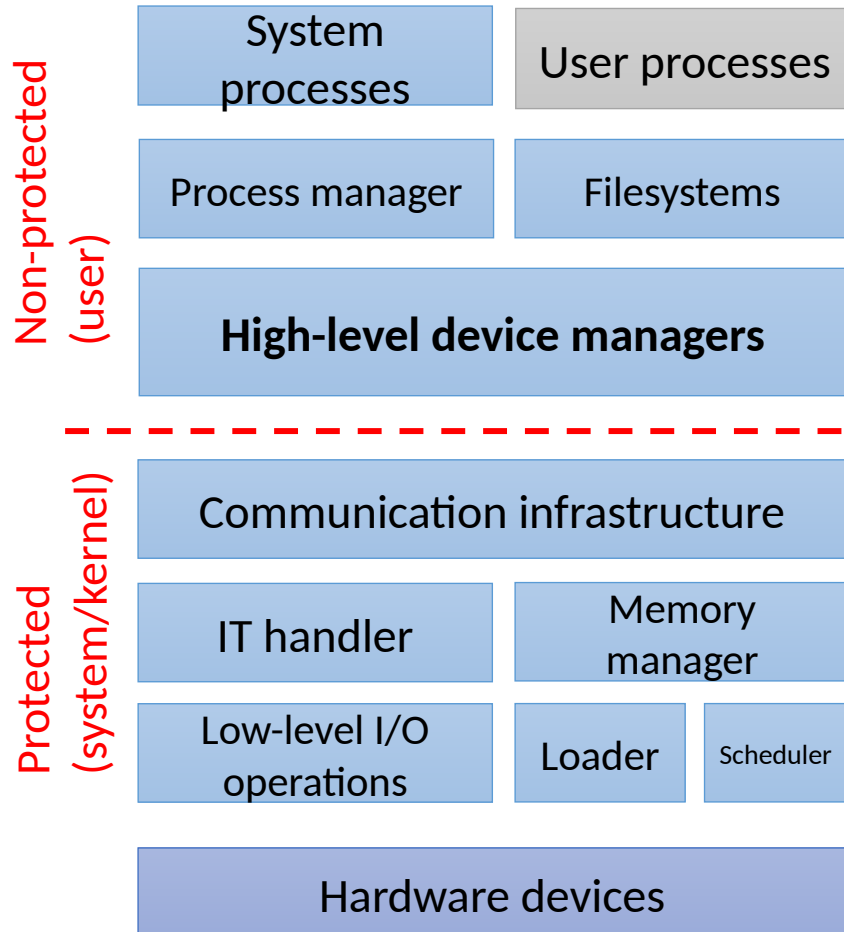 System
processes
User processes
Non-protected
(user)
Process manager
Filesystems
High-level device managers
Protected
(system/kernel)
Communication infrastructure
IT handler
Memory
manager
Low-level I/O
operations
Loader
Scheduler
Hardware devices